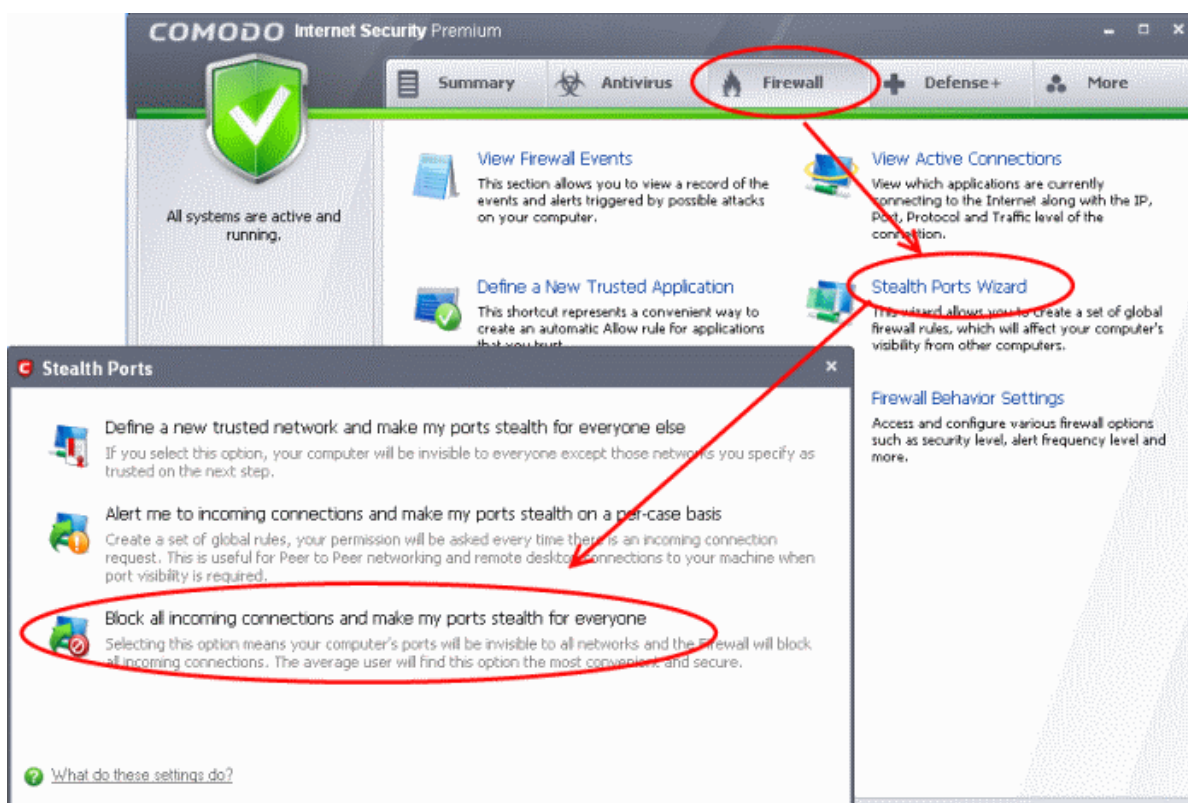 COMODO Internet Security Premium
Summary
Antivirus
Firewall
Defense+
More
All systems are active and
running.
View Firewall Events
This section allows you to view a record of the
events and alerts triggered by possible attacks
on your computer.
View Active Connections
View which applications are currently
connecting to the Internet along with the IP,
Port, Protocol and Traffic level of the
connection.
Define a New Trusted Application
This shortcut represents a convenient way to
create an automatic Allow rule for applications
that you trust.
Stealth Ports Wizard
This wizard allows you to create a set of global
firewall rules, which will affect your computer's
visibility from other computers.
Firewall Behavior Settings
Access and configure various firewall options
such as security level, alert frequency level and
more.
Stealth Ports
Define a new trusted network and make my ports stealth for everyone else
If you select this option, your computer will be invisible to everyone except those networks you specify as
trusted on the next step.
Alert me to incoming connections and make my ports stealth on a per-case basis
Create a set of global rules, your permission will be asked every time there is an incoming connection
request. This is useful for Peer to Peer networking and remote desktop connections to your machine when
port visibility is required.
Block all incoming connections and make my ports stealth for everyone
Selecting this option means your computer's ports will be invisible to all networks and the Firewall will block
all incoming connections. The average user will find this option the most convenient and secure.
What do these settings do?